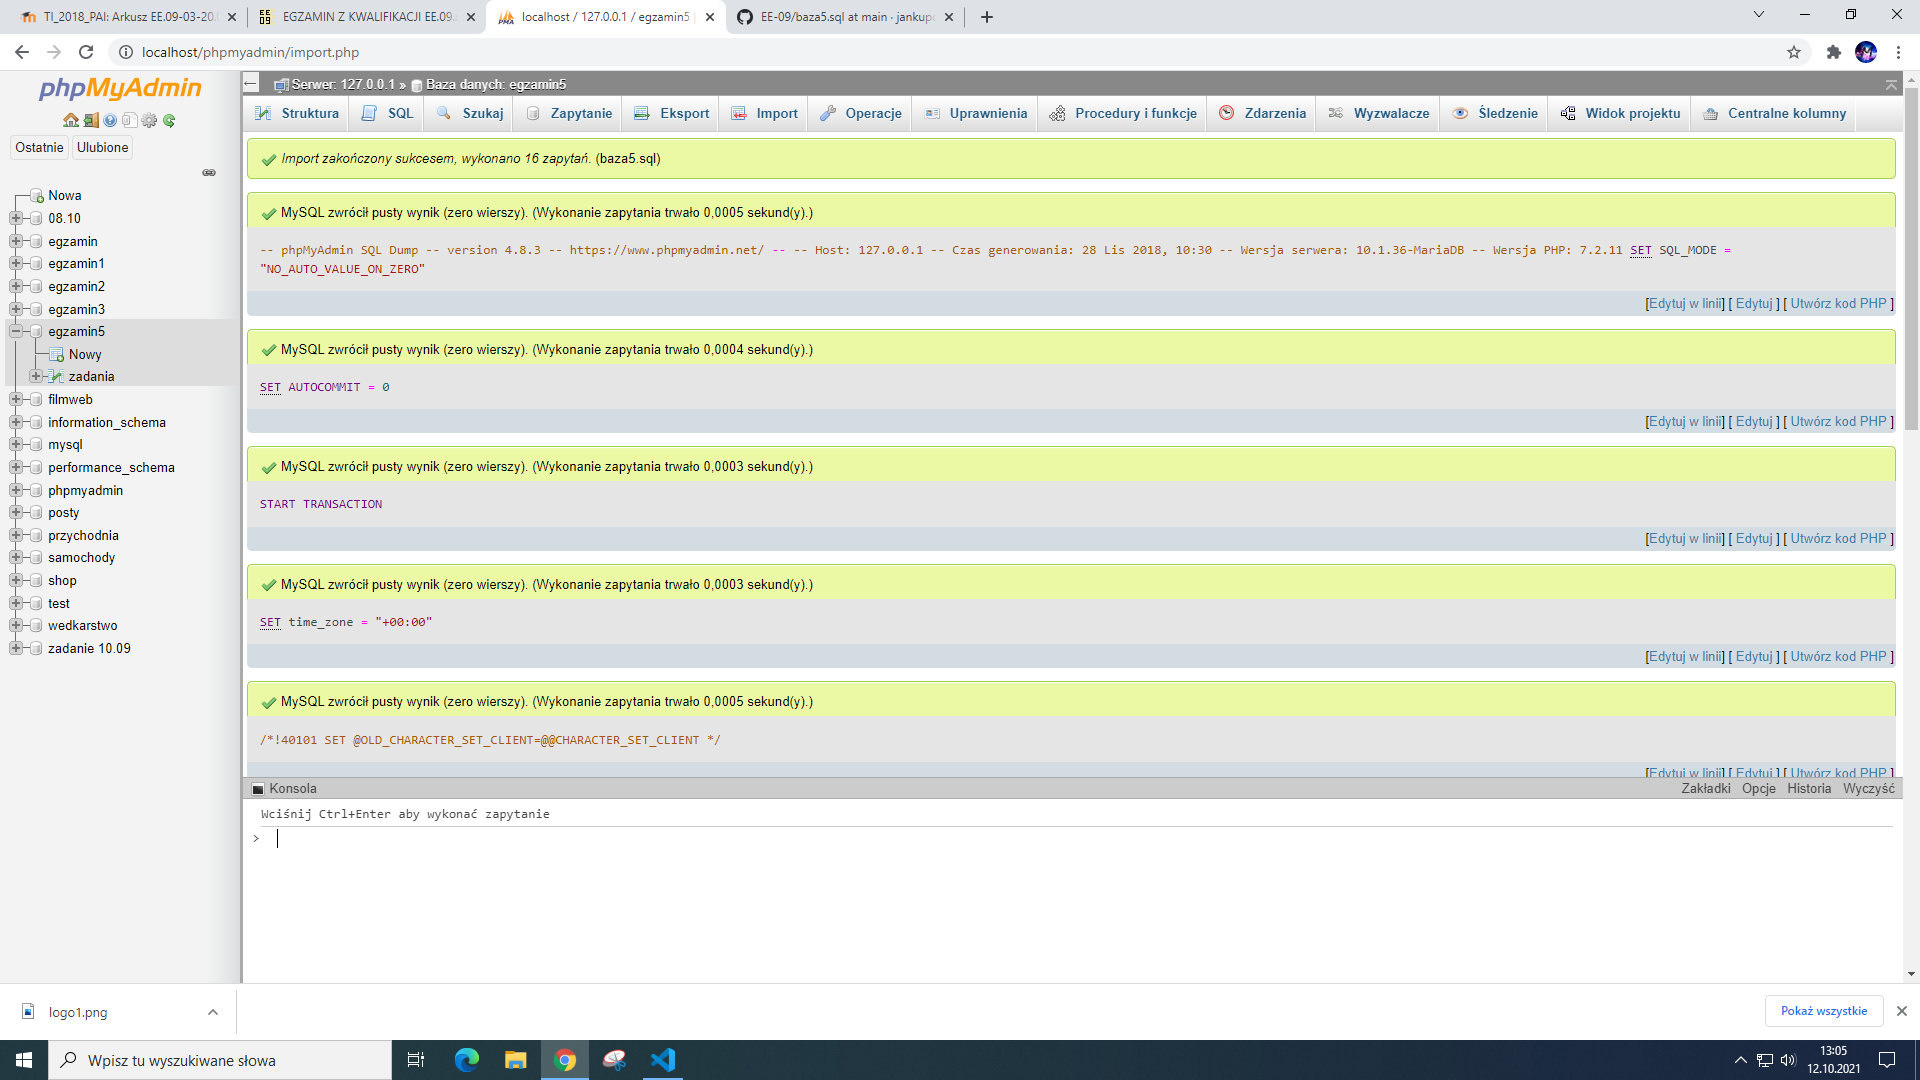 TI_2018_PAI: Arkusz EE.09-03-20.0
EGZAMIN Z KWALIFIKACJI EE.09.
localhost / 127.0.0.1 / egzamin5 |
EE-09/baza5.sql at main · jankupc
localhost/phpmyadmin/import.php
phpMyAdmin
Ostatnie
Ulubione
Nowa
08.10
egzamin
egzamin1
egzamin2
egzamin3
egzamin5
Nowy
zadania
filmweb
information_schema
mysql
performance_schema
phpmyadmin
posty
przychodnia
samochody
shop
test
wedkarstwo
zadanie 10.09
Serwer: 127.0.0.1 » Baza danych: egzamin5
Struktura
SQL
Szukaj
Zapytanie
Eksport
Import
Operacje
Uprawnienia
Procedury i funkcje
Zdarzenia
Wyzwalacze
Śledzenie
Widok projektu
Centralne kolumny
Import zakończony sukcesem, wykonano 16 zapytań. (baza5.sql)
MySQL zwrócił pusty wynik (zero wierszy). (Wykonanie zapytania trwało 0,0005 sekund(y).)
-- phpMyAdmin SQL Dump -- version 4.8.3 -- https://www.phpmyadmin.net/ -- -- Host: 127.0.0.1 -- Czas generowania: 28 Lis 2018, 10:30 -- Wersja serwera: 10.1.36-MariaDB -- Wersja PHP: 7.2.11 SET SQL_MODE =
"NO_AUTO_VALUE_ON_ZERO"
[Edytuj w linii] [ Edytuj ] [ Utwórz kod PHP ]
MySQL zwrócił pusty wynik (zero wierszy). (Wykonanie zapytania trwało 0,0004 sekund(y).)
SET AUTOCOMMIT = 0
[Edytuj w linii] [ Edytuj ] [ Utwórz kod PHP ]
MySQL zwrócił pusty wynik (zero wierszy). (Wykonanie zapytania trwało 0,0003 sekund(y).)
START TRANSACTION
[Edytuj w linii] [ Edytuj ] [ Utwórz kod PHP ]
MySQL zwrócił pusty wynik (zero wierszy). (Wykonanie zapytania trwało 0,0003 sekund(y).)
SET time_zone = "+00:00"
[Edytuj w linii] [ Edytuj ] [ Utwórz kod PHP ]
MySQL zwrócił pusty wynik (zero wierszy). (Wykonanie zapytania trwało 0,0005 sekund(y).)
/*!40101 SET @OLD_CHARACTER_SET_CLIENT=@@CHARACTER_SET_CLIENT */
[Edytuj w linii] [ Edytuj ] [ Utwórz kod PHP ]
Konsola
Zakładki
Opcje
Historia
Wyczyść
Wciśnij Ctrl+Enter aby wykonać zapytanie
>
logo1.png
Pokaż wszystkie
Wpisz tu wyszukiwane słowa
13:05
12.10.2021